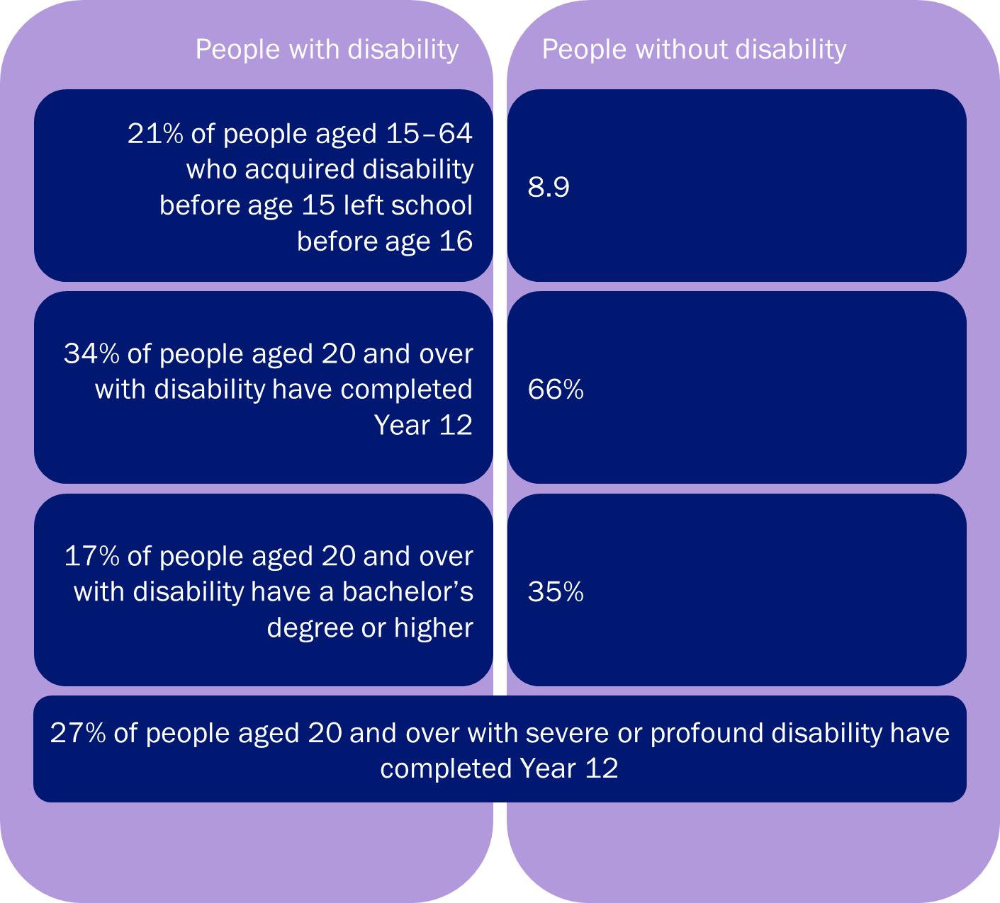 People with disability
People without disability
21% of people aged 15–64
who acquired disability
before age 15 left school
before age 16
8.9
34% of people aged 20 and over
with disability have completed
Year 12
66%
17% of people aged 20 and over
with disability have a bachelor’s
degree or higher
35%
27% of people aged 20 and over with severe or profound disability have
completed Year 12